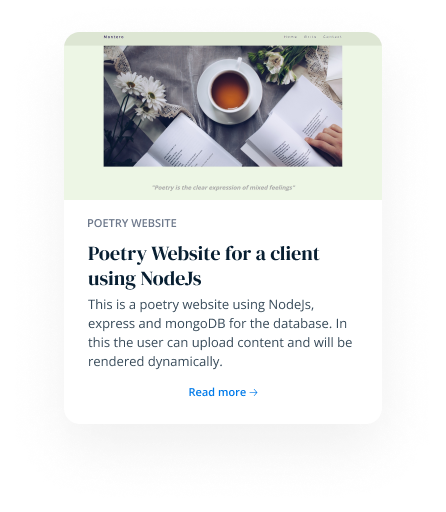 Home
Contact
"Poetry is the clear expression of mixed feelings"
POETRY WEBSITE
Poetry Website for a client
using NodeJs
This is a poetry website using NodeJs,
express and mongoDB for the database. In
this the user can upload content and will be
rendered dynamically.
Read more →